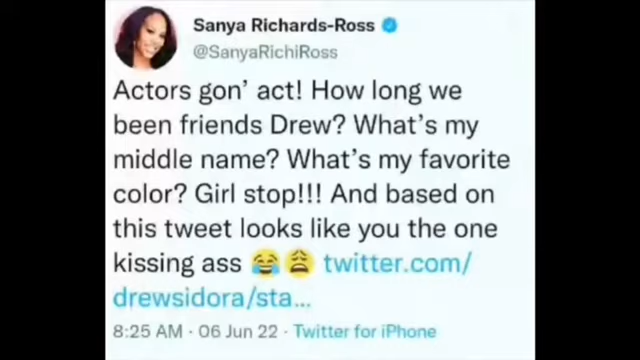 Sanya Richards-Ross
@SanyaRichiRoss
Actors gon’ act! How long we
been friends Drew? What’s my
middle name? What’s my favorite
color? Girl stop!!! And based on
this tweet looks like you the one
kissing ass 😂😩 twitter.com/
drewsidora/sta...
8:25 AM · 06 Jun 22 · Twitter for iPhone